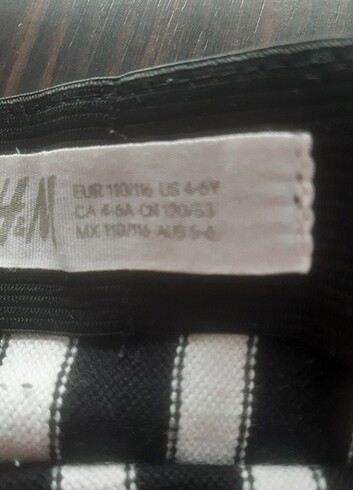 H&M
EUR 110/116 US 4-6Y
CA 4-6A CN 120/53
MX 110/116 AUS 5-6